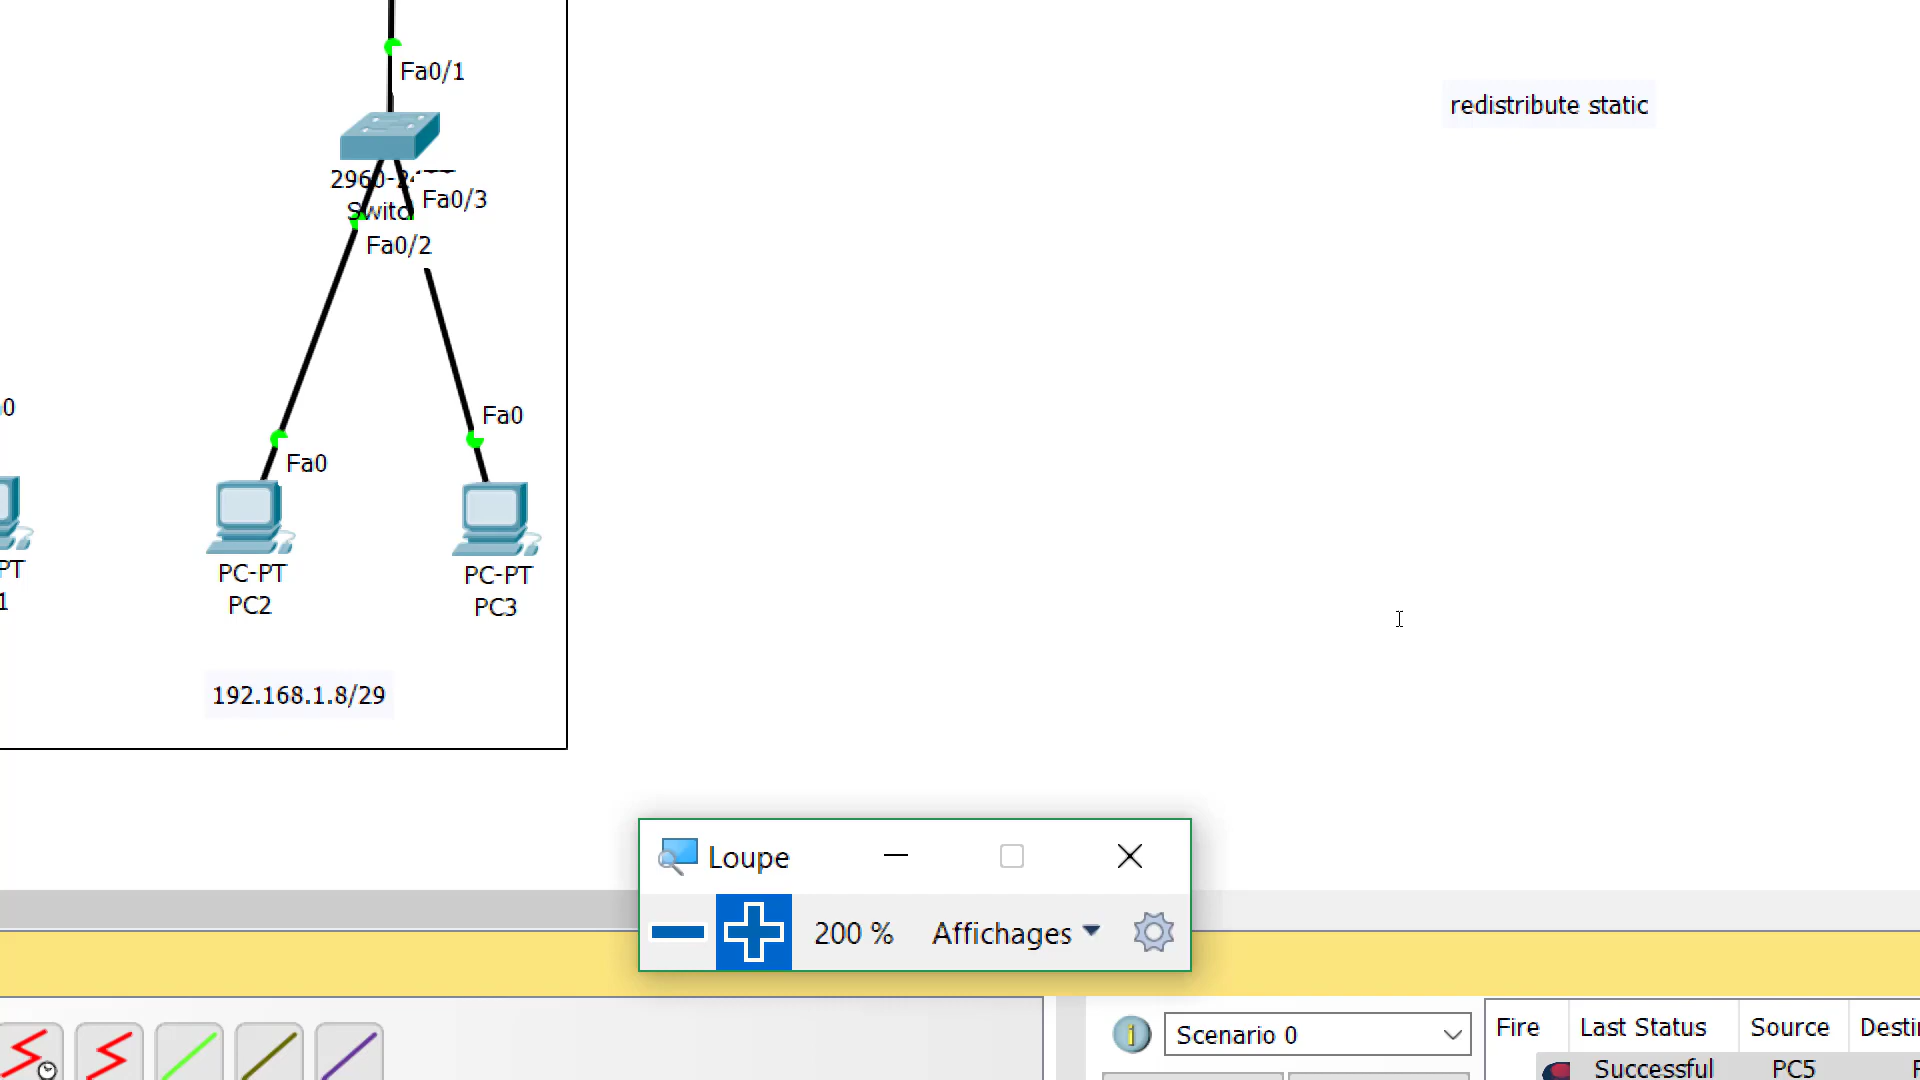 Fa0/1
redistribute static
Fa0/3
Fa0/2
Fa0
Fa0
PC-PT
PC2
PC-PT
PC3
192.168.1.8/29
Loupe
200 %
Affichages
Scenario 0
Fire
Last Status
Source
Successful
PC5